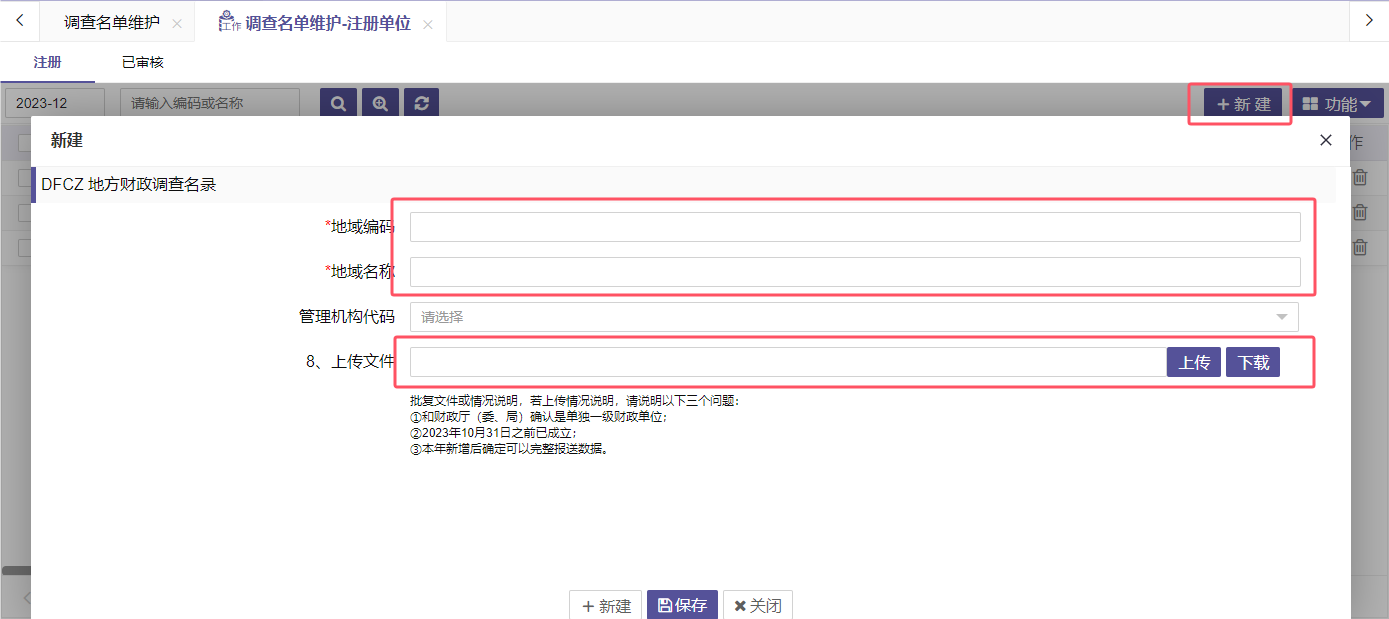 调查名单维护 ×
工作 调查名单维护-注册单位 ×
注册 已审核
2023-12 请输入编码或名称 新 建 功能
新建
作
DFCZ 地方财政调查名录
*地域编码
*地域名称
管理机构代码 请选择
8、上传文件 上传 下载
批复文件或情况说明，若上传情况说明，请说明以下三个问题：
①和财政厅（委、局）确认是单独一级财政单位；
②2023年10月31日之前已成立；
③本年新增后确定可以完整报送数据。
新建 保存 关闭